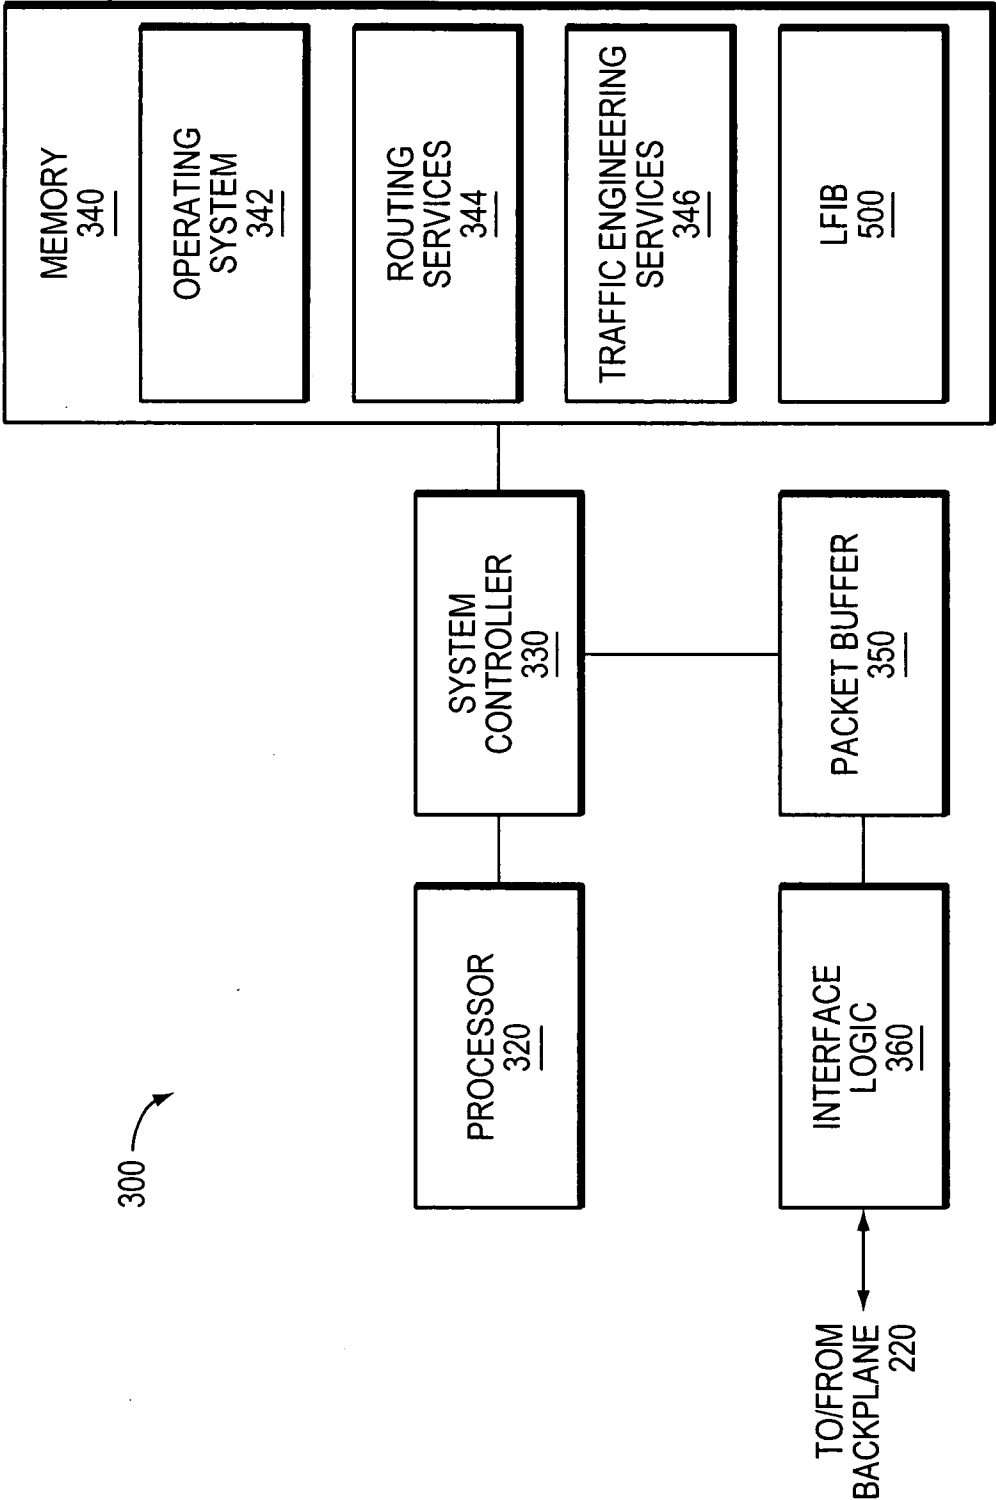 MEMORY
340
OPERATING
SYSTEM
342
ROUTING
SERVICES
344
TRAFFIC ENGINEERING
SERVICES
346
LFIB
500
SYSTEM
CONTROLLER
330
PACKET BUFFER
350
PROCESSOR
320
INTERFACE
LOGIC
360
300
TO/FROM
BACKPLANE
220